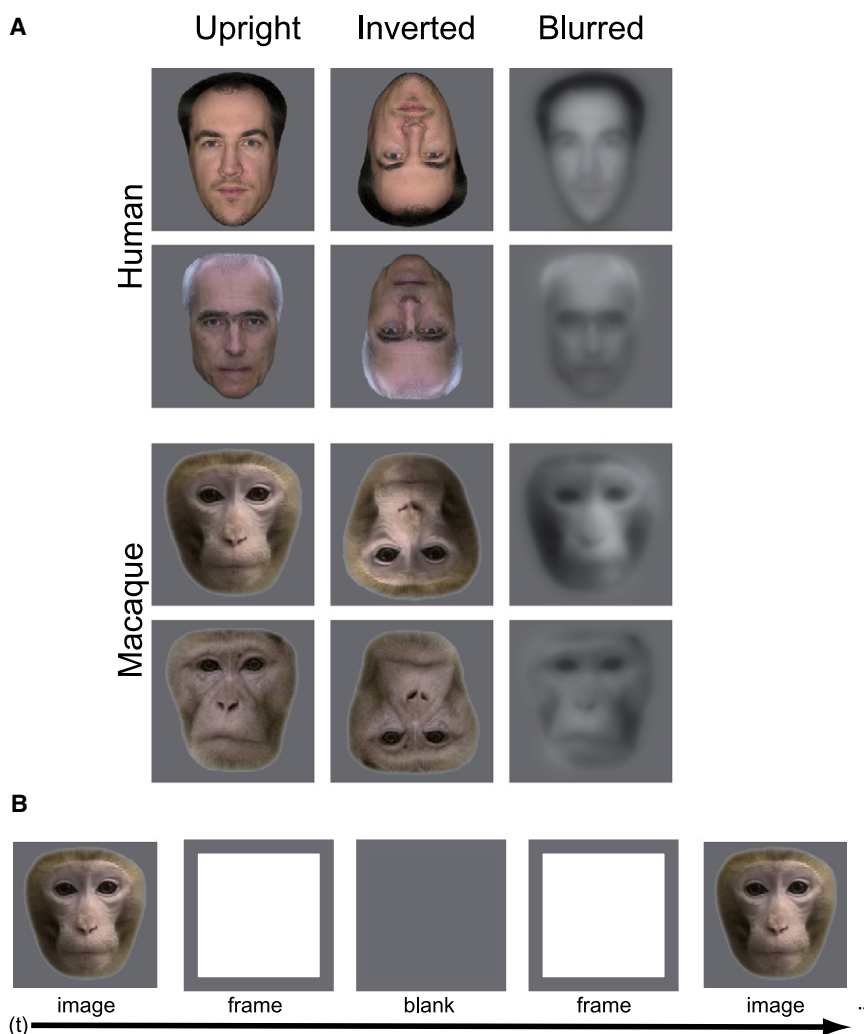 A
Upright Inverted Blurred
Human
Macaque
B
image frame blank frame image
(t) ..